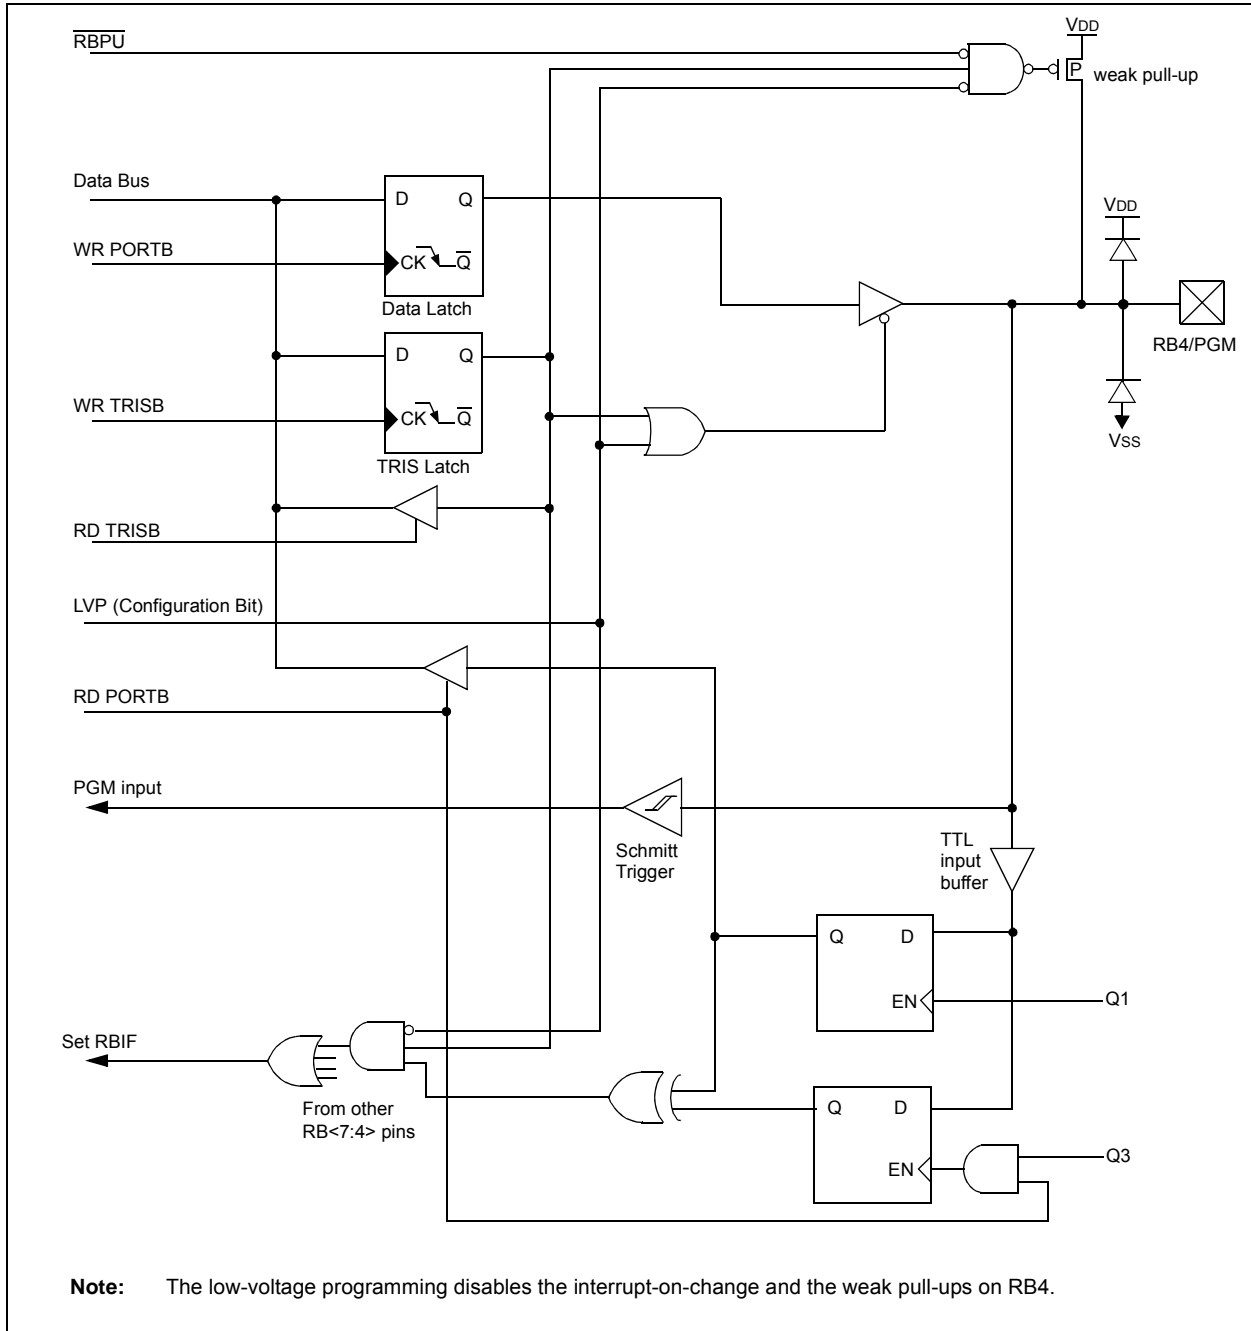 RBPU
VDD
P
weak pull-up
Data Bus
D Q
VDD
WR PORTB
CK Q
Data Latch
D Q
RB4/PGM
WR TRISB
CK Q
VSS
TRIS Latch
RD TRISB
LVP (Configuration Bit)
RD PORTB
PGM input
Schmitt
Trigger
TTL
input
buffer
Q D
EN
Q1
Set RBIF
From other
RB<7:4> pins
Q D
EN
Q3
Note: The low-voltage programming disables the interrupt-on-change and the weak pull-ups on RB4.